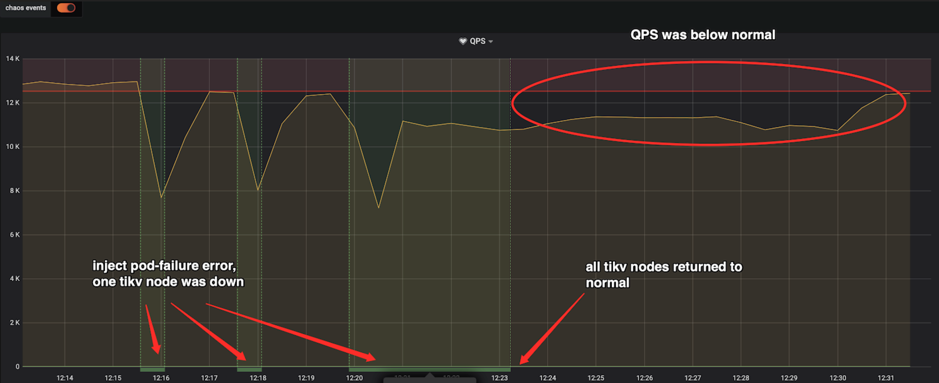 chaos events
QPS
QPS was below normal
14 K
12 K
10 K
8 K
6 K
4 K
2 K
0
inject pod-failure error,
one tikv node was down
all tikv nodes returned to
normal
12:14
12:15
12:16
12:17
12:18
12:19
12:20
12:23
12:24
12:25
12:26
12:27
12:28
12:29
12:30
12:31